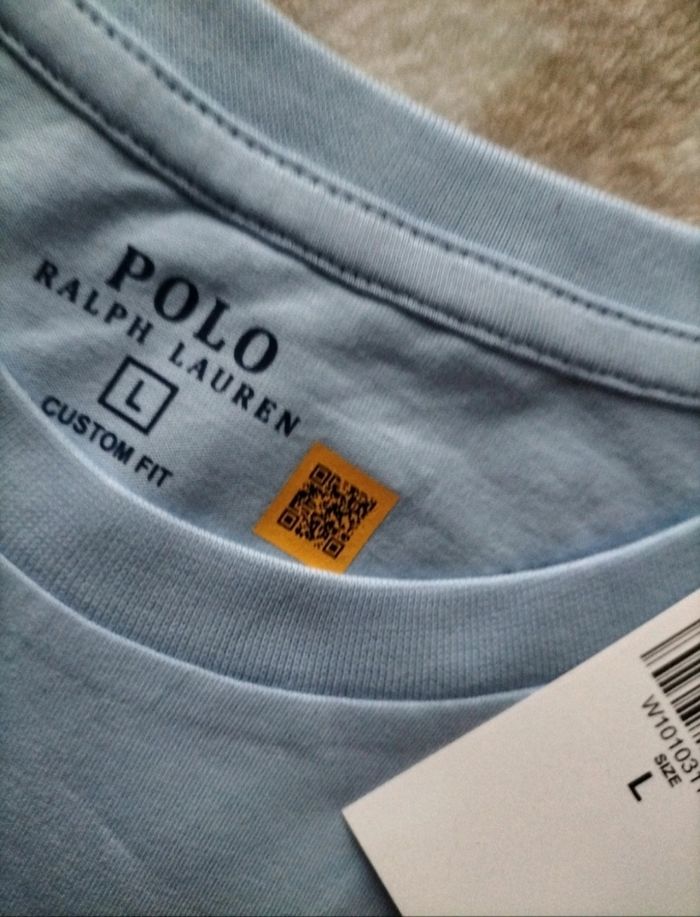 POLO
RALPH LAUREN
L
CUSTOM FIT
SIZE
L